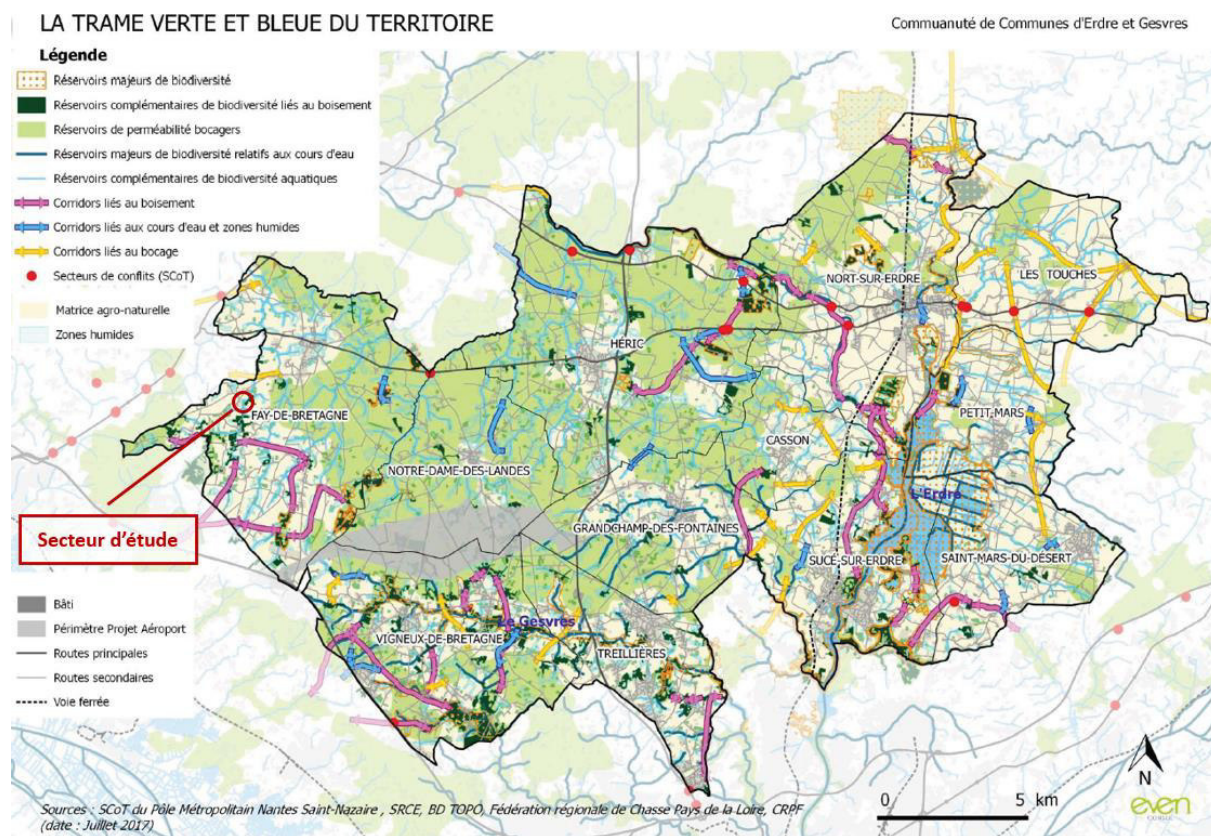 LA TRAME VERTE ET BLEUE DU TERRITOIRE
Commuanuté de Communes d'Erdre et Gesvres
Légende
Réservoirs majeurs de biodiversité
Réservoirs complémentaires de biodiversité liés au boisement
Réservoirs de perméabilité bocagers
Réservoirs majeurs de biodiversité relatifs aux cours d'eau
Réservoirs complémentaires de biodiversité aquatiques
Corridors liés au boisement
Corridors liés aux cours d'eau et zones humides
Corridors liés au bocage
Secteurs de conflits (SCoT)
Matrice agro-naturelle
Zones humides
NORT-SUR-ERDRE
LES TOUCHES
HÉRIC
FAY-DE-BRETAGNE
PETIT-MARS
CASSON
NOTRE-DAME-DES-LANDES
L'Erdre
GRANDCHAMP-DES-FONTAINES
Secteur d'étude
SUCÉ-SUR-ERDRE
SAINT-MARS-DU-DÉSERT
Bâti
Périmètre Projet Aéroport
Routes principales
Routes secondaires
Voie ferrée
Le Gesvres
VIGNEUX-DE-BRETAGNE
TREILLIÈRES
N
0 5 km
even
Sources : SCoT du Pôle Métropolitain Nantes Saint-Nazaire , SRCE, BD TOPO, Fédération régionale de Chasse Pays de la Loire, CRPF
(date : Juillet 2017)